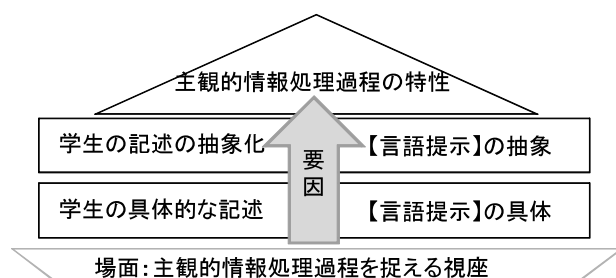 主観的情報処理過程の特性
学生の記述の抽象化
要因
【言語提示】の抽象
学生の具体的な記述
【言語提示】の具体
場面:主観的情報処理過程を捉える視座